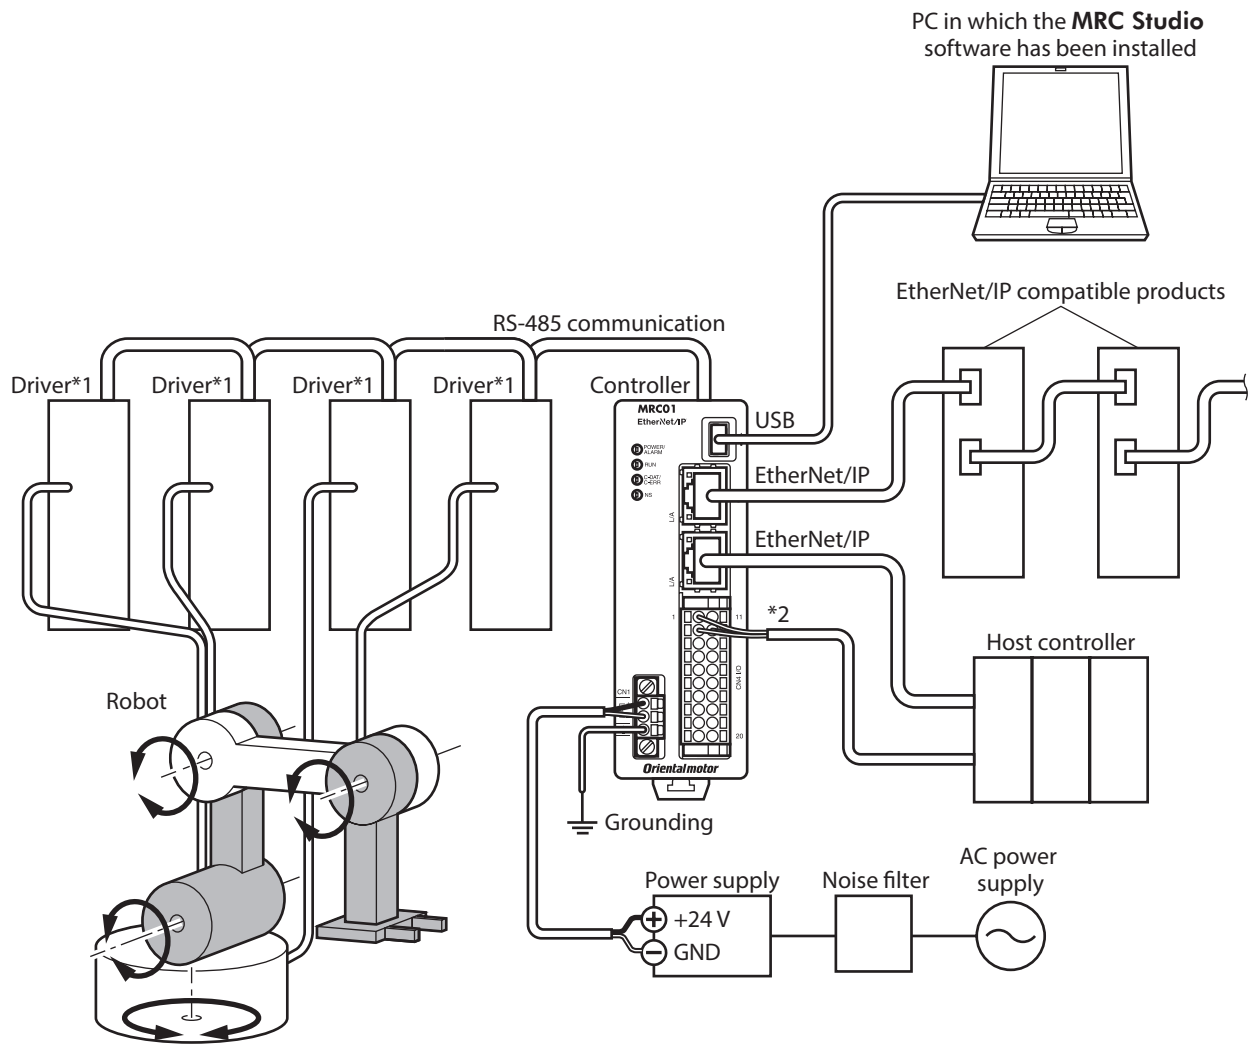 PC in which the MRC Studio
software has been installed
EtherNet/IP compatible products
RS-485 communication
Driver*1
Driver*1
Driver*1
Driver*1
Controller
MRC01
EtherNet/IP
USB
POWER/
ALARM
RUN
C-DAT/
C-ERR
NS
EtherNet/IP
L/A
EtherNet/IP
L/A
1
11
*2
CN4 I/O
Host controller
CN1
20
Robot
Orientalmotor
Grounding
Power supply
Noise filter
AC power
supply
+24 V
GND